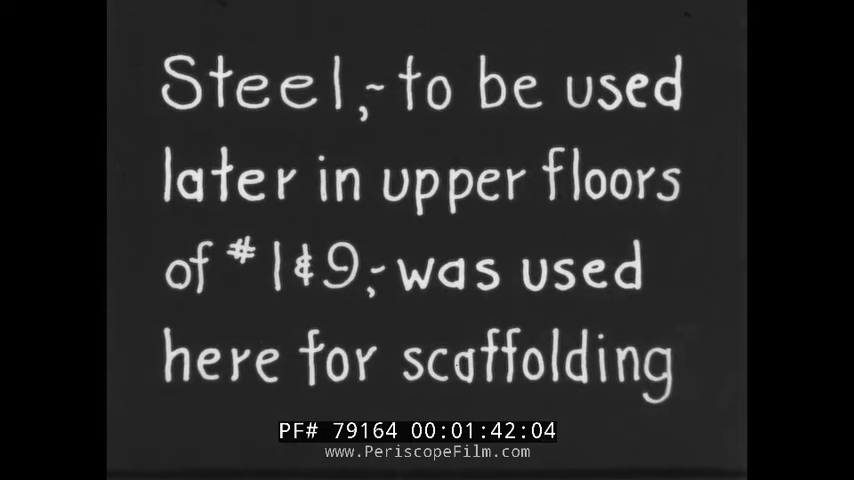 Steel,- to be used
later in upper floors
of #1&9,- was used
here for scaffolding
PF# 79164 00:01:42:04
www.PeriscopeFilm.com